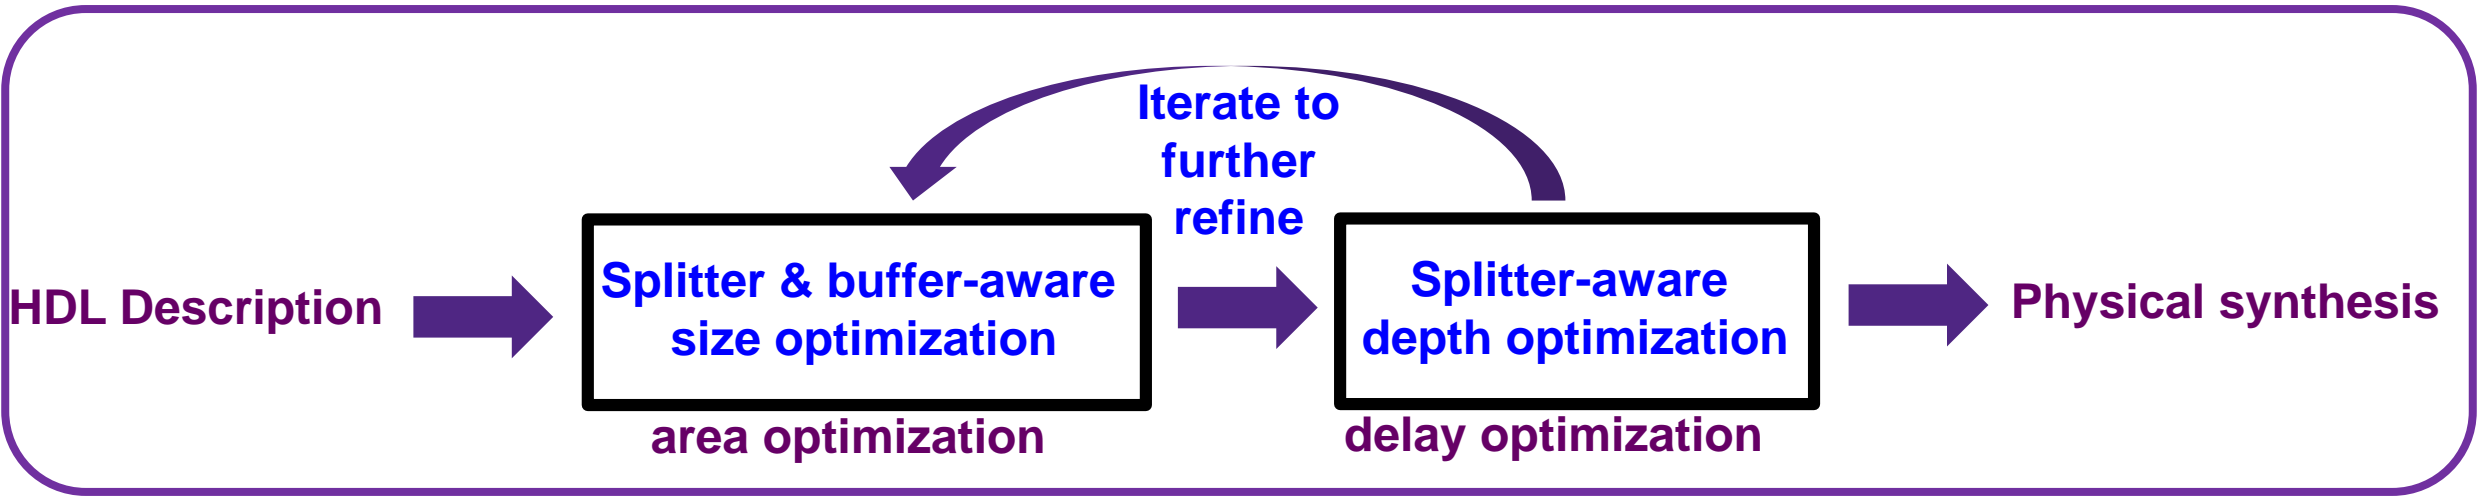 Iterate to
further
refine
HDL Description
Splitter & buffer-aware
size optimization
area optimization
Splitter-aware
depth optimization
delay optimization
Physical synthesis